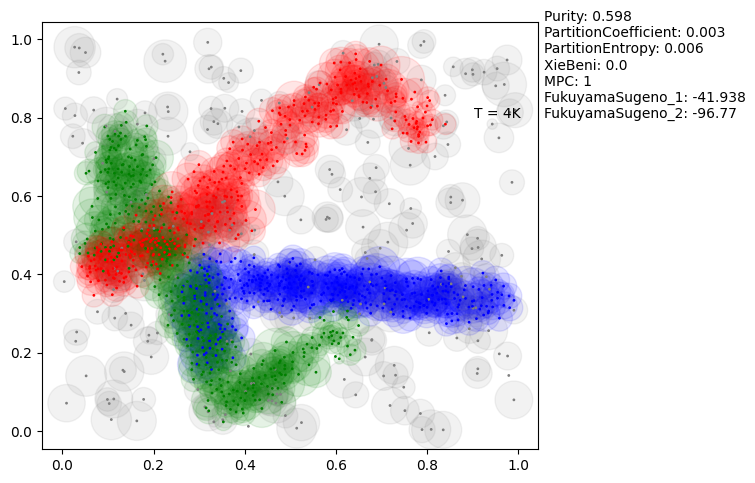 Purity: 0.598
PartitionCoefficient: 0.003
PartitionEntropy: 0.006
XieBeni: 0.0
MPC: 1
FukuyamaSugeno_1: -41.938
FukuyamaSugeno_2: -96.77
T = 4K
1.0
0.8
0.6
0.4
0.2
0.0
0.0 0.2 0.4 0.6 0.8 1.0